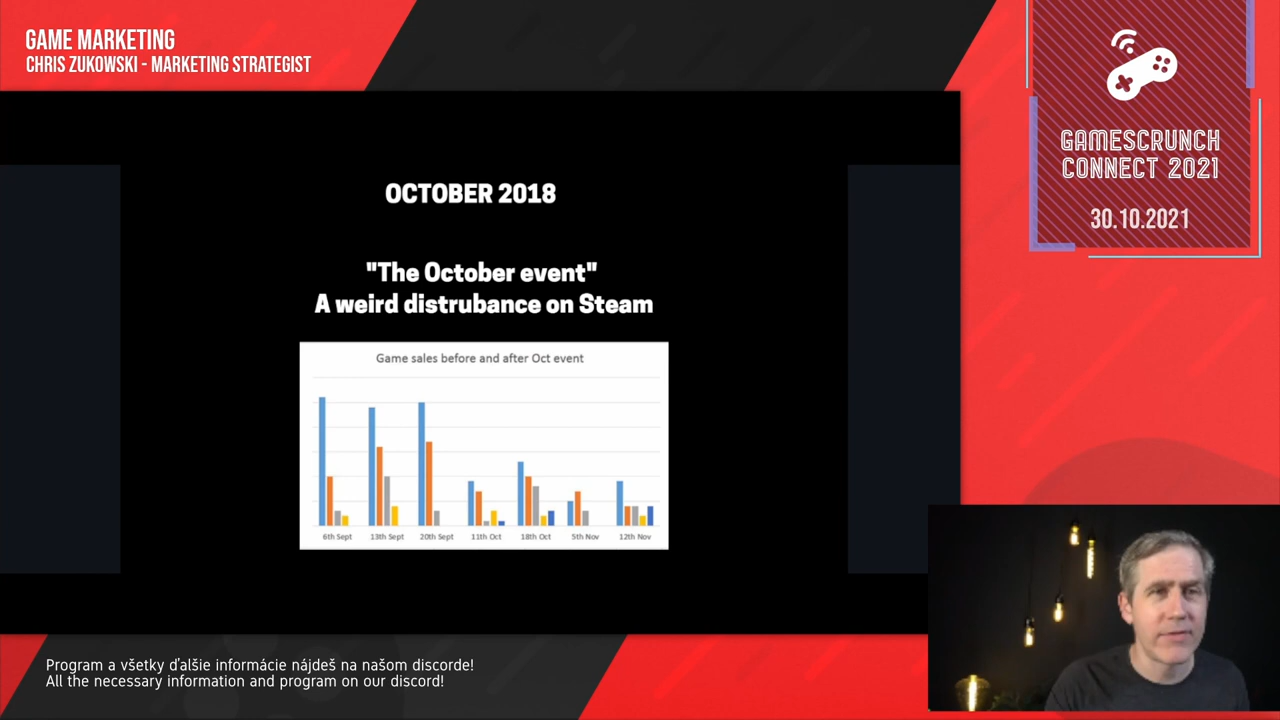 GAME MARKETING
CHRIS ZUKOWSKI - MARKETING STRATEGIST
GAMESCRUNCH
CONNECT 2021
30.10.2021
OCTOBER 2018
"The October event"
A weird distrubance on Steam
Game sales before and after Oct event
6th Sept 13th Sept 20th Sept 11th Oct 18th Oct 5th Nov 12th Nov
Program a všetky ďalšie informácie nájdeš na našom discorde!
All the necessary information and program on our discord!